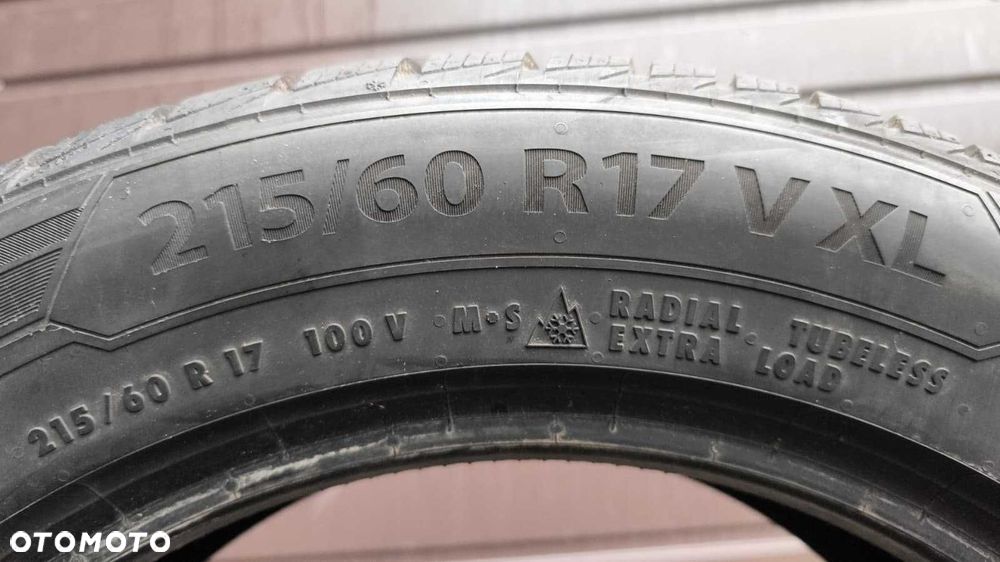 215/60 R17 V XL
215/60 R 17 100 V M•S RADIAL TUBELESS
EXTRA LOAD
OTOMOTO